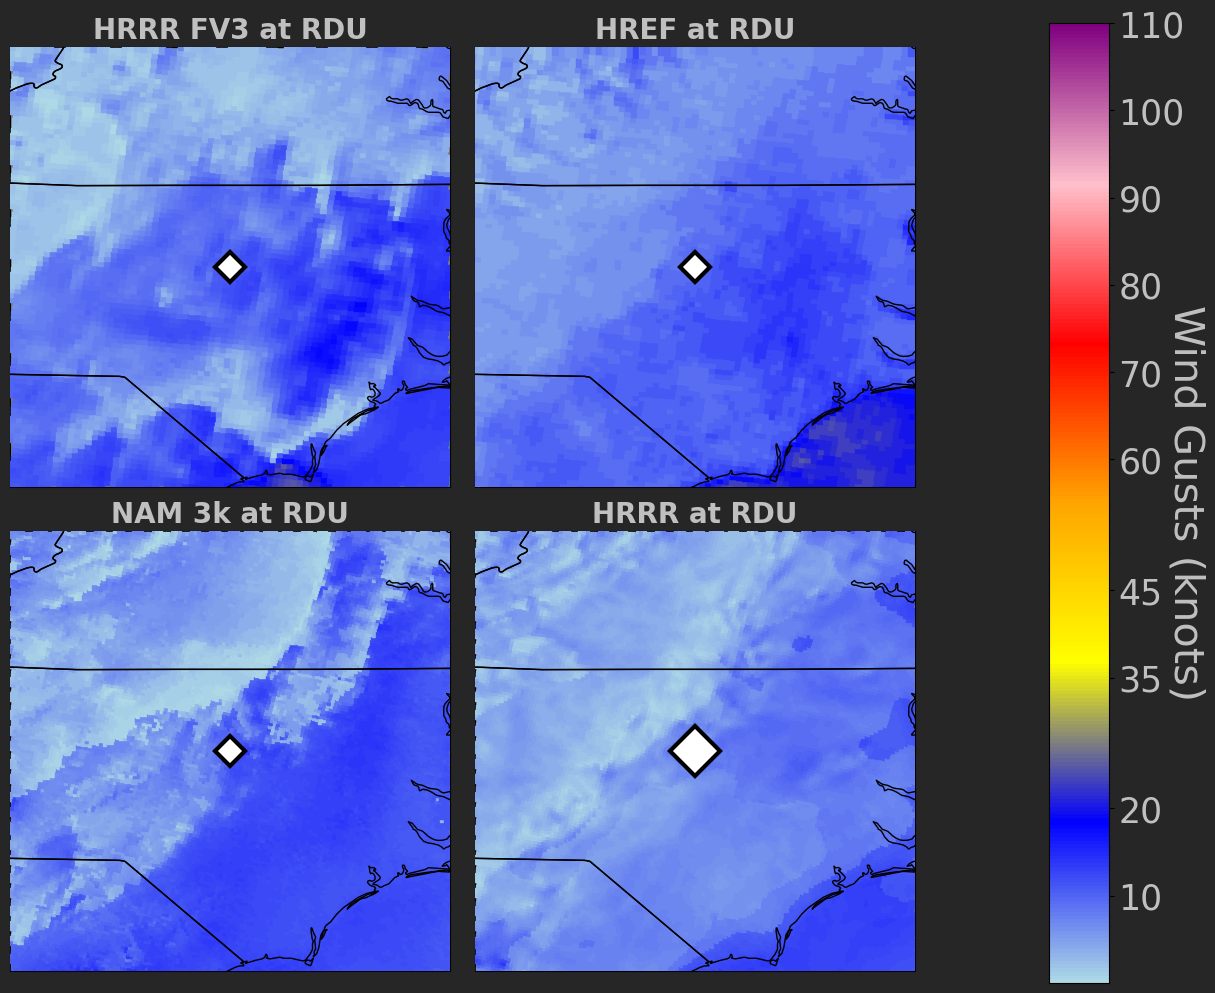 HRRR FV3 at RDU
HREF at RDU
NAM 3k at RDU
HRRR at RDU
110
100
90
80
70
60
45
35
20
10
Wind Gusts (knots)